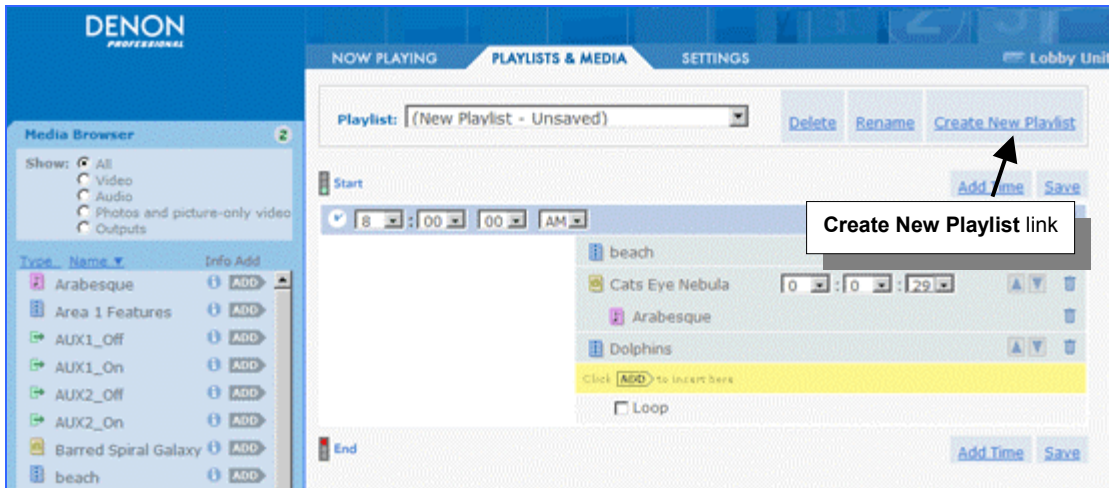 DENON
PROFESSIONAL
NOW PLAYING PLAYLISTS & MEDIA SETTINGS Lobby Unit
Playlist: (New Playlist - Unsaved) Delete Rename Create New Playlist
Media Browser
Show: All
Video
Audio
Photos and picture-only video
Outputs
Type Name Info Add
Arabesque ADD
Area 1 Features ADD
AUX1_Off ADD
AUX1_On ADD
AUX2_Off ADD
AUX2_On ADD
Barred Spiral Galaxy ADD
beach ADD
Start Add Time Save
8 : 00 00 AM
Create New Playlist link
beach
Cats Eye Nebula 0 : 0 : 29
Arabesque
Dolphins
Click ADD to insert here
Loop
End Add Time Save